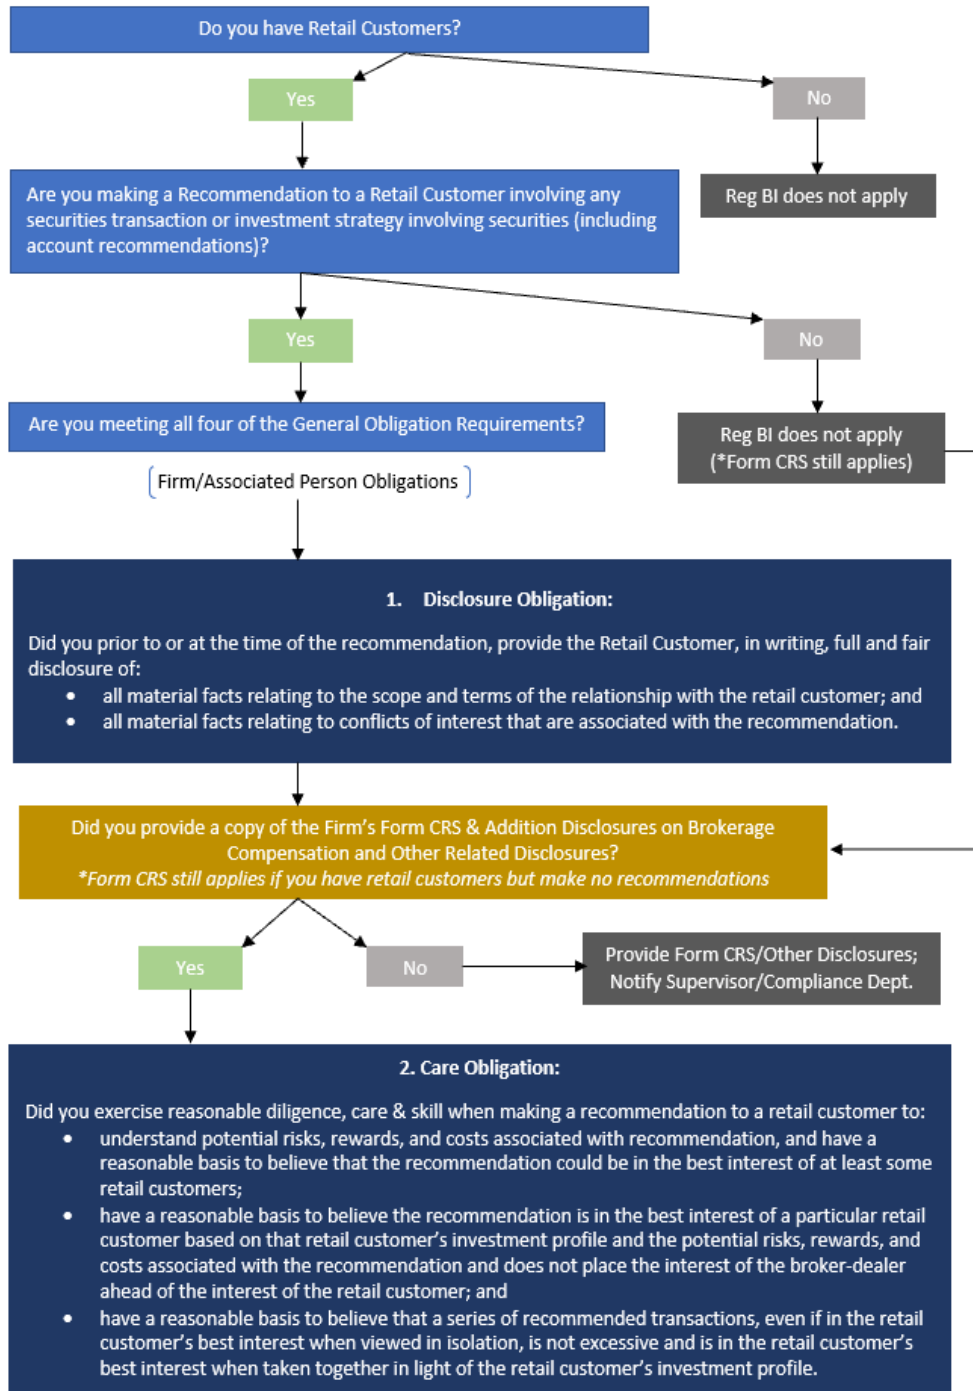 Do you have Retail Customers?
Yes
No
Are you making a Recommendation to a Retail Customer involving any
securities transaction or investment strategy involving securities (including
account recommendations)?
Reg BI does not apply
Yes
No
Are you meeting all four of the General Obligation Requirements?
Reg BI does not apply
(*Form CRS still applies)
Firm/Associated Person Obligations
1. Disclosure Obligation:
Did you prior to or at the time of the recommendation, provide the Retail Customer, in writing, full and fair
disclosure of:
• all material facts relating to the scope and terms of the relationship with the retail customer; and
• all material facts relating to conflicts of interest that are associated with the recommendation.
Did you provide a copy of the Firm's Form CRS & Addition Disclosures on Brokerage
Compensation and Other Related Disclosures?
*Form CRS still applies if you have retail customers but make no recommendations
Yes
No
Provide Form CRS/Other Disclosures;
Notify Supervisor/Compliance Dept.
2. Care Obligation:
Did you exercise reasonable diligence, care & skill when making a recommendation to a retail customer to:
• understand potential risks, rewards, and costs associated with recommendation, and have a
reasonable basis to believe that the recommendation could be in the best interest of at least some
retail customers;
• have a reasonable basis to believe the recommendation is in the best interest of a particular retail
customer based on that retail customer's investment profile and the potential risks, rewards, and
costs associated with the recommendation and does not place the interest of the broker-dealer
ahead of the interest of the retail customer; and
• have a reasonable basis to believe that a series of recommended transactions, even if in the retail
customer's best interest when viewed in isolation, is not excessive and is in the retail customer's
best interest when taken together in light of the retail customer's investment profile.